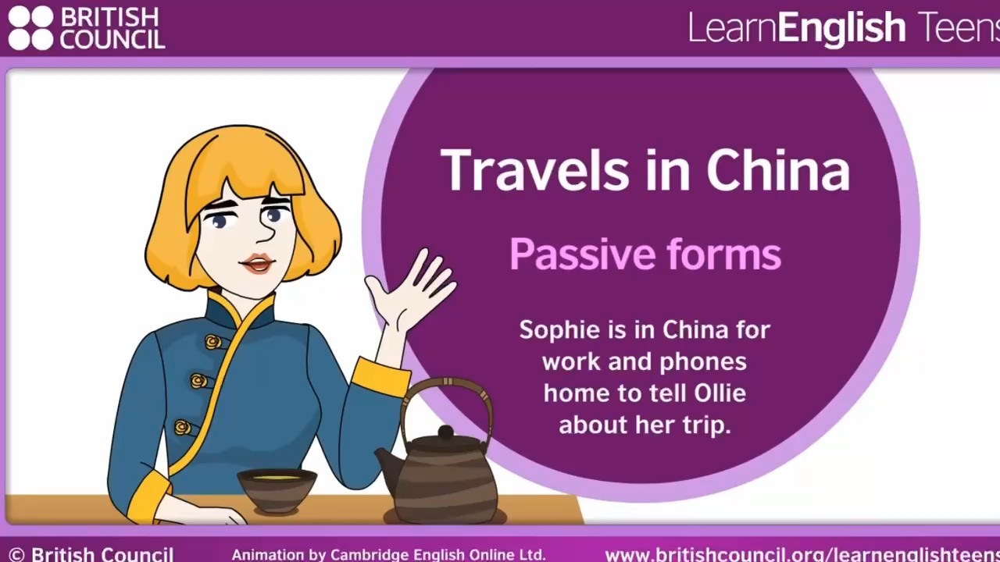 BRITISH
COUNCIL
LearnEnglish Teens
Travels in China
Passive forms
Sophie is in China for
work and phones
home to tell Ollie
about her trip.
© British Council
Animation by Cambridge English Online Ltd.
www.britishcouncil.org/learnenglishteens